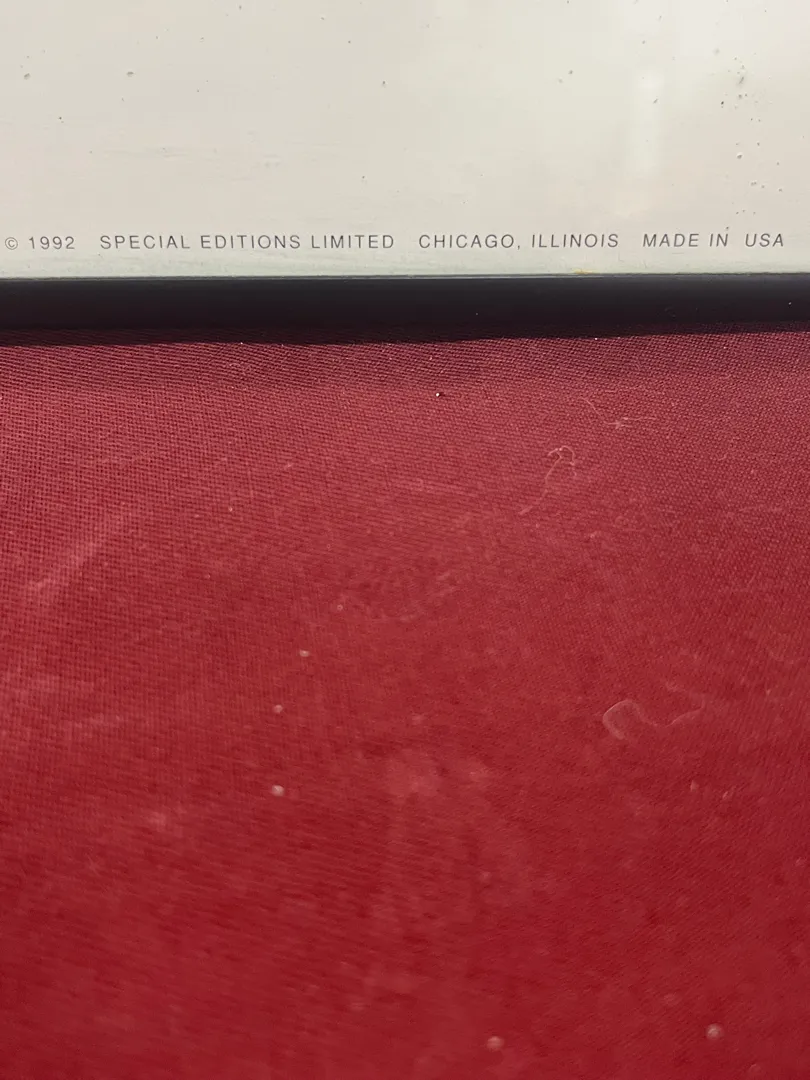 © 1992 SPECIAL EDITIONS LIMITED CHICAGO, ILLINOIS MADE IN USA